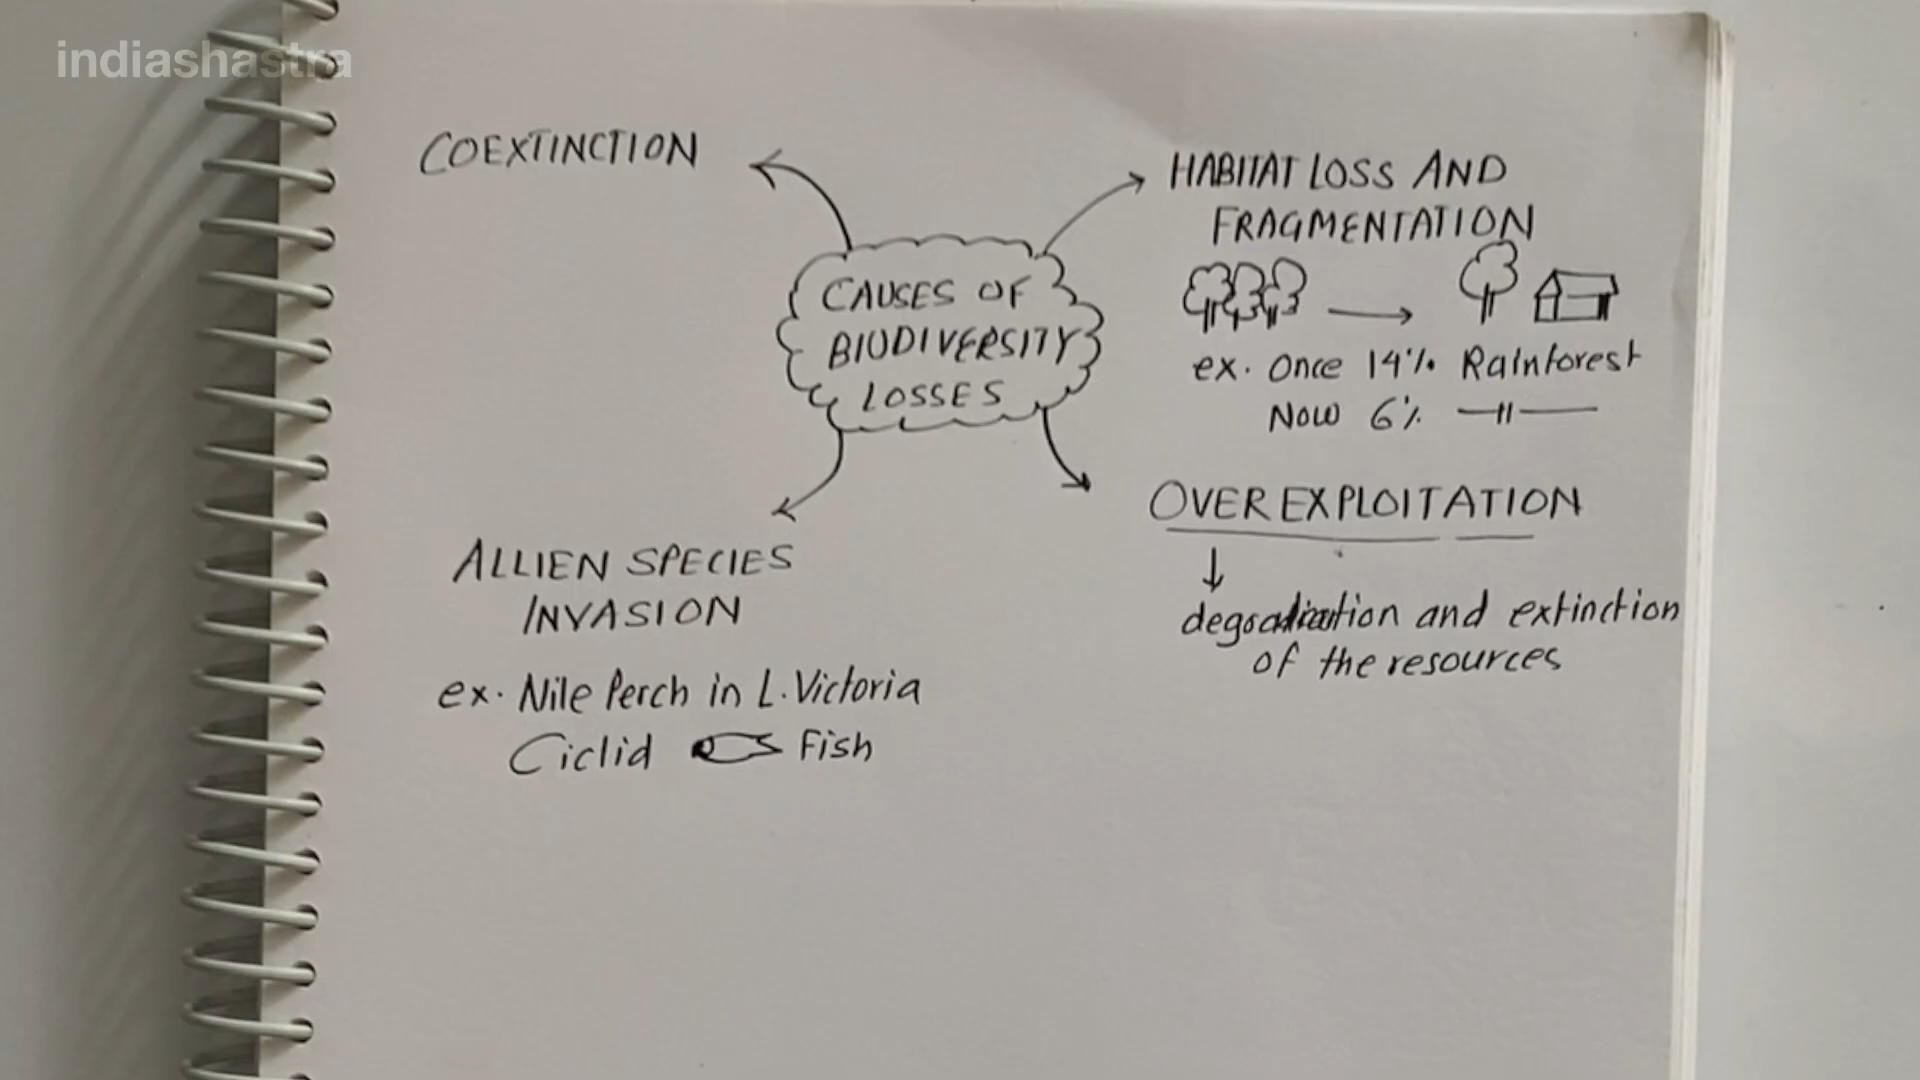 indiashastra
COEXTINCTION
HABITAT LOSS AND
FRAGMENTATION
CAUSES OF
BIODIVERSITY
LOSSES
ex. Once 14% Rainforest
Now 6% —11—
OVER EXPLOITATION
degradation and extinction
of the resources
ALLIEN SPECIES
INVASION
ex. Nile Perch in L. Victoria
Ciclid Fish